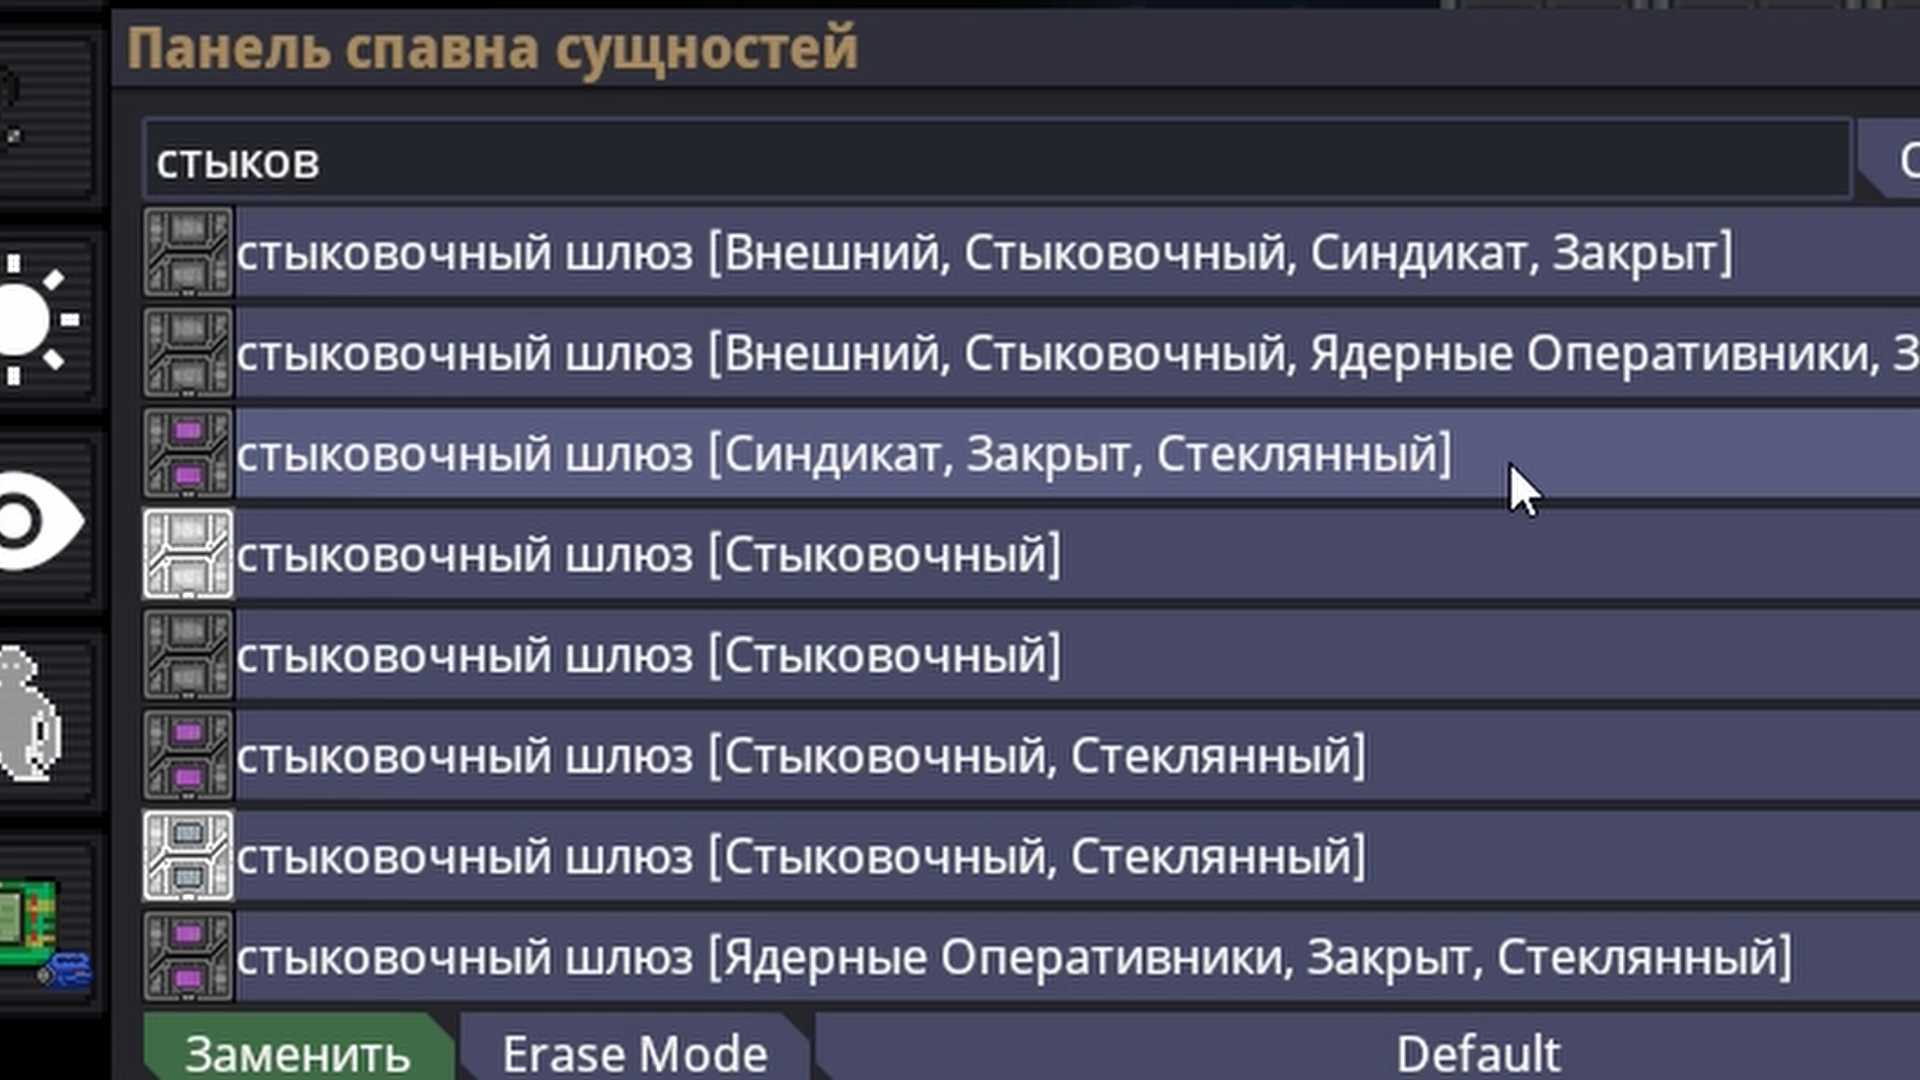 Панель спавна сущностей
стыков
стыковочный шлюз [Внешний, Стыковочный, Синдикат, Закрыт]
стыковочный шлюз [Внешний, Стыковочный, Ядерные Оперативники,
стыковочный шлюз [Синдикат, Закрыт, Стеклянный]
стыковочный шлюз [Стыковочный]
стыковочный шлюз [Стыковочный]
стыковочный шлюз [Стыковочный, Стеклянный]
стыковочный шлюз [Стыковочный, Стеклянный]
стыковочный шлюз [Ядерные Оперативники, Закрыт, Стеклянный]
Заменить Erase Mode Default